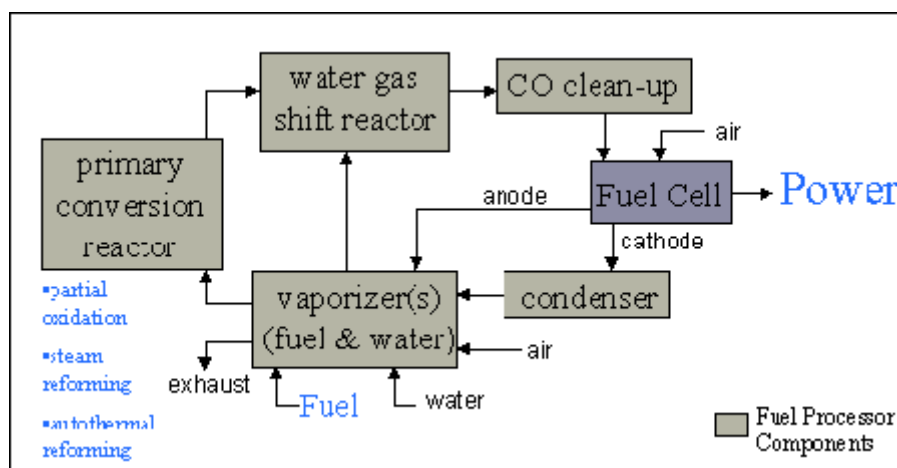 water gas
shift reactor
CO clean-up
air
primary
conversion
reactor
Fuel Cell
Power
anode
cathode
▪partial
oxidation
vaporizer(s)
(fuel & water)
condenser
air
▪steam
reforming
exhaust
Fuel
water
▪autothermal
reforming
Fuel Processor
Components